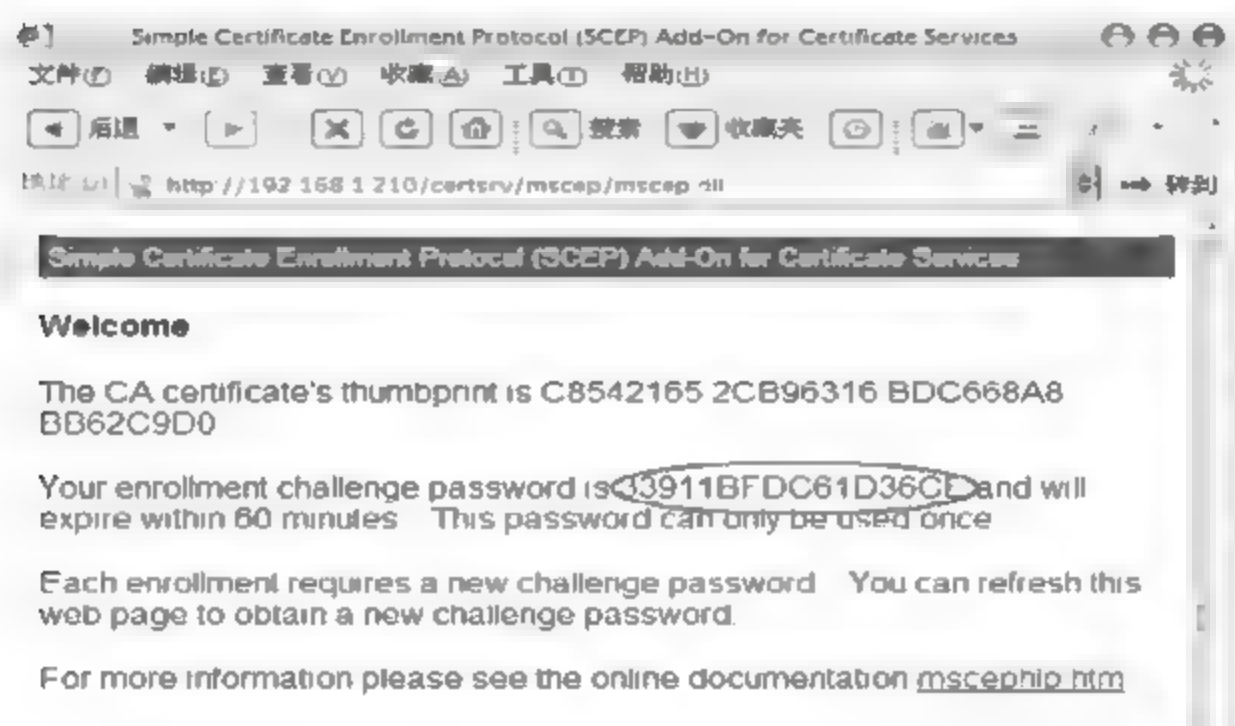 Simple Certificate Enrollment Protocol (SCEP) Add-On for Certificate Services
文件(F) 编辑(E) 查看(V) 收藏(A) 工具(T) 帮助(H)
后退 搜索 收藏夹
http://192 168 1 210/certsrv/mscep/mscep dll 转到
Simple Certificate Enrollment Protocol (SCEP) Add-On for Certificate Services
Welcome
The CA certificate's thumbprint is C8542165 2CB96316 BDC668A8
BB62C9D0
Your enrollment challenge password is 33911BFDC61D36CE and will
expire within 60 minutes This password can only be used once
Each enrollment requires a new challenge password You can refresh this
web page to obtain a new challenge password.
For more information please see the online documentation mscephlp htm